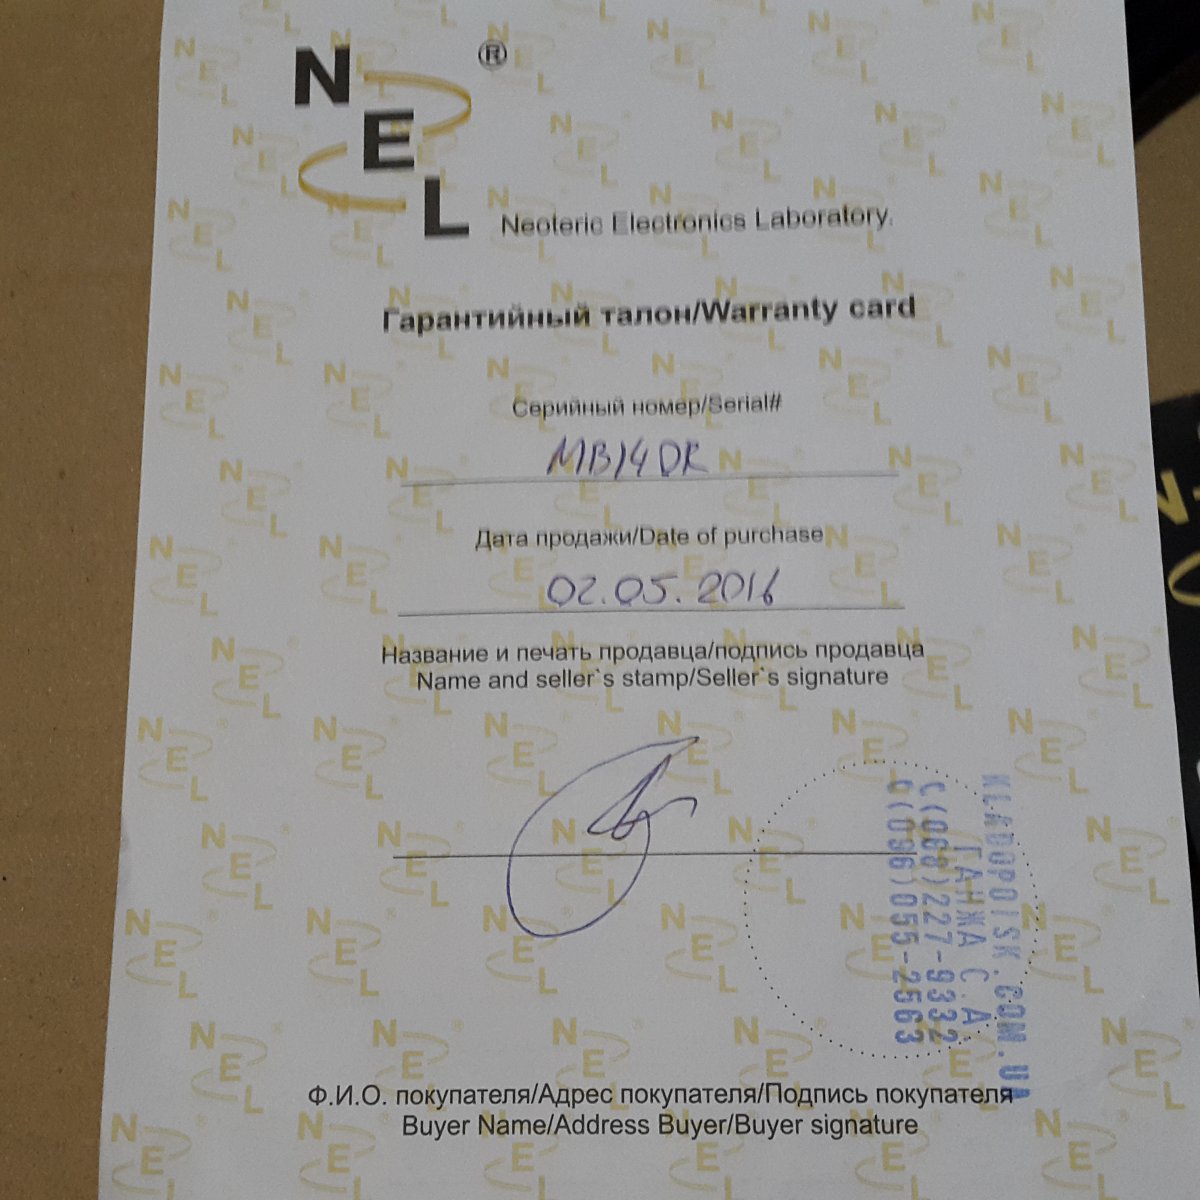 N
E
L
®
Neoteric Electronics Laboratory.
Гарантийный талон/Warranty card
Серийный номер/Serial#
MB14DR
Дата продажи/Date of purchase
02.05.2016
Название и печать продавца/подпись продавца
Name and seller`s stamp/Seller`s signature
KLADOPOISK.COM.UA
ГАНЖА С.А
C(068)227-9332
C(096)055-2563
Ф.И.О. покупателя/Адрес покупателя/Подпись покупателя
Buyer Name/Address Buyer/Buyer signature